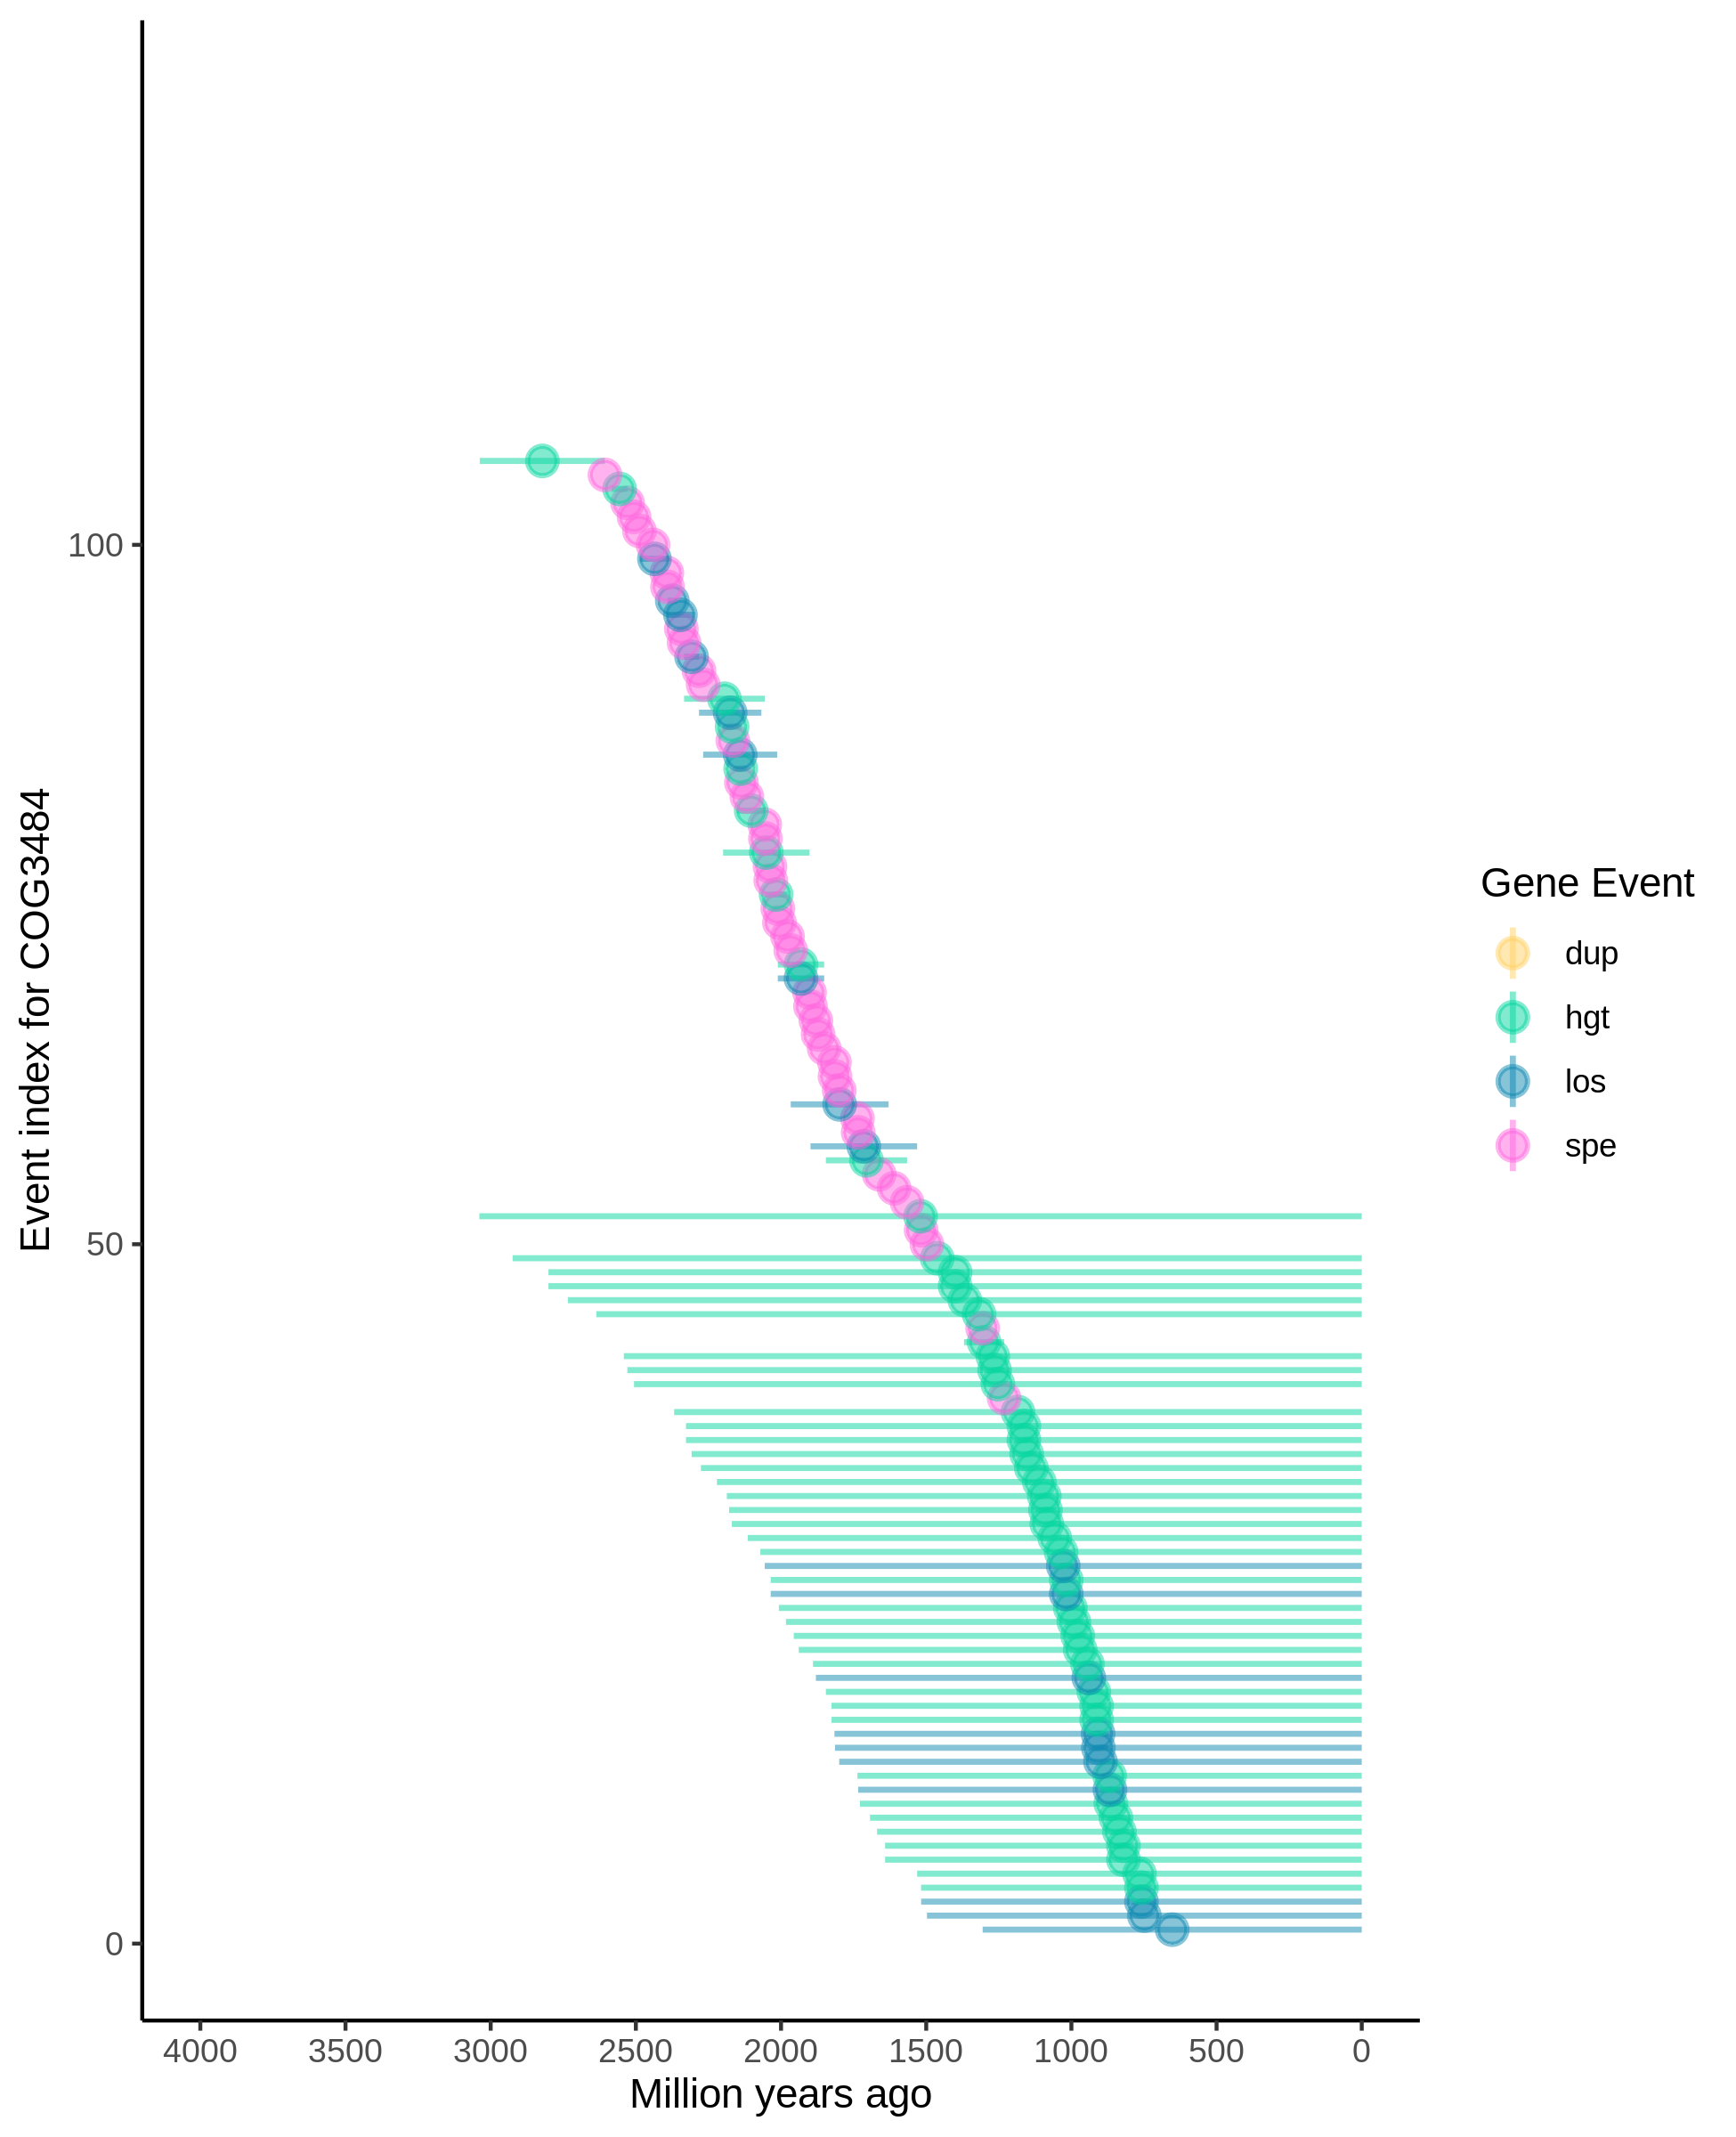 Event index for COG3484
100
50
0
4000 3500 3000 2500 2000 1500 1000 500 0
Million years ago
Gene Event
dup
hgt
los
spe